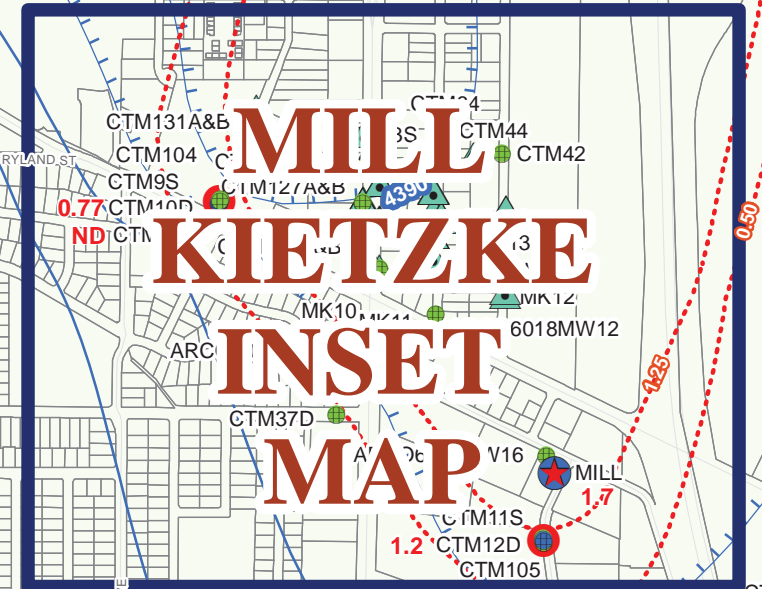 MILL
KIETZKE
INSET
MAP
CTM131A&B
CTM44
RYLAND ST
CTM104
CTM42
CTM9S
CTM127A&B
4390
0.77 CTM10D
ND
0.50
MK12
MK10
6018MW12
1.25
CTM37D
MILL
1.7
CTM11S
1.2 CTM12D
CTM105